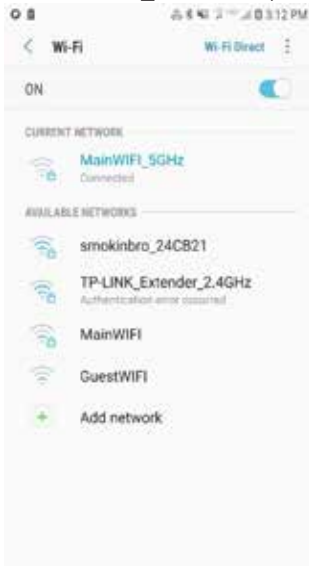 3:12 PM
Wi-Fi
Wi-Fi Direct
ON
CURRENT NETWORK
MainWIFI_5GHz
Connected
AVAILABLE NETWORKS
smokinbro_24CB21
TP-LINK_Extender_2.4GHz
Authentication error occurred
MainWIFI
GuestWIFI
Add network